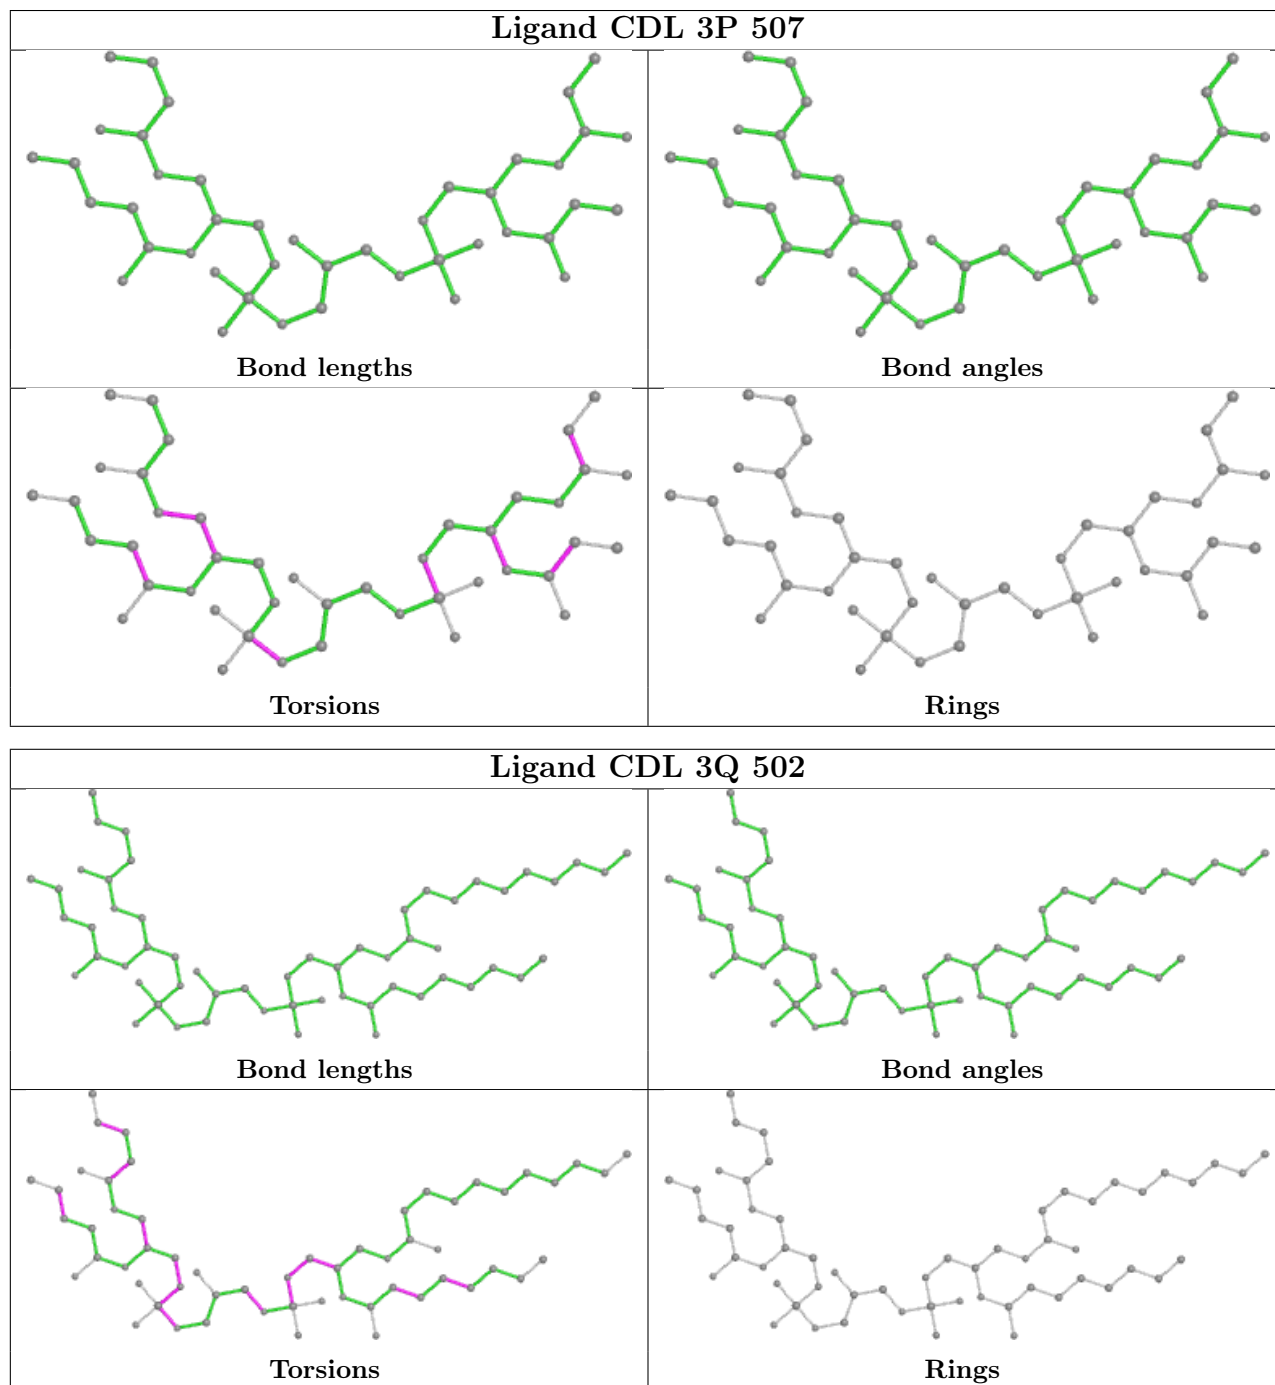 Ligand CDL 3P 507
Bond lengths
Bond angles
Torsions
Rings
Ligand CDL 3Q 502
Bond lengths
Bond angles
Torsions
Rings